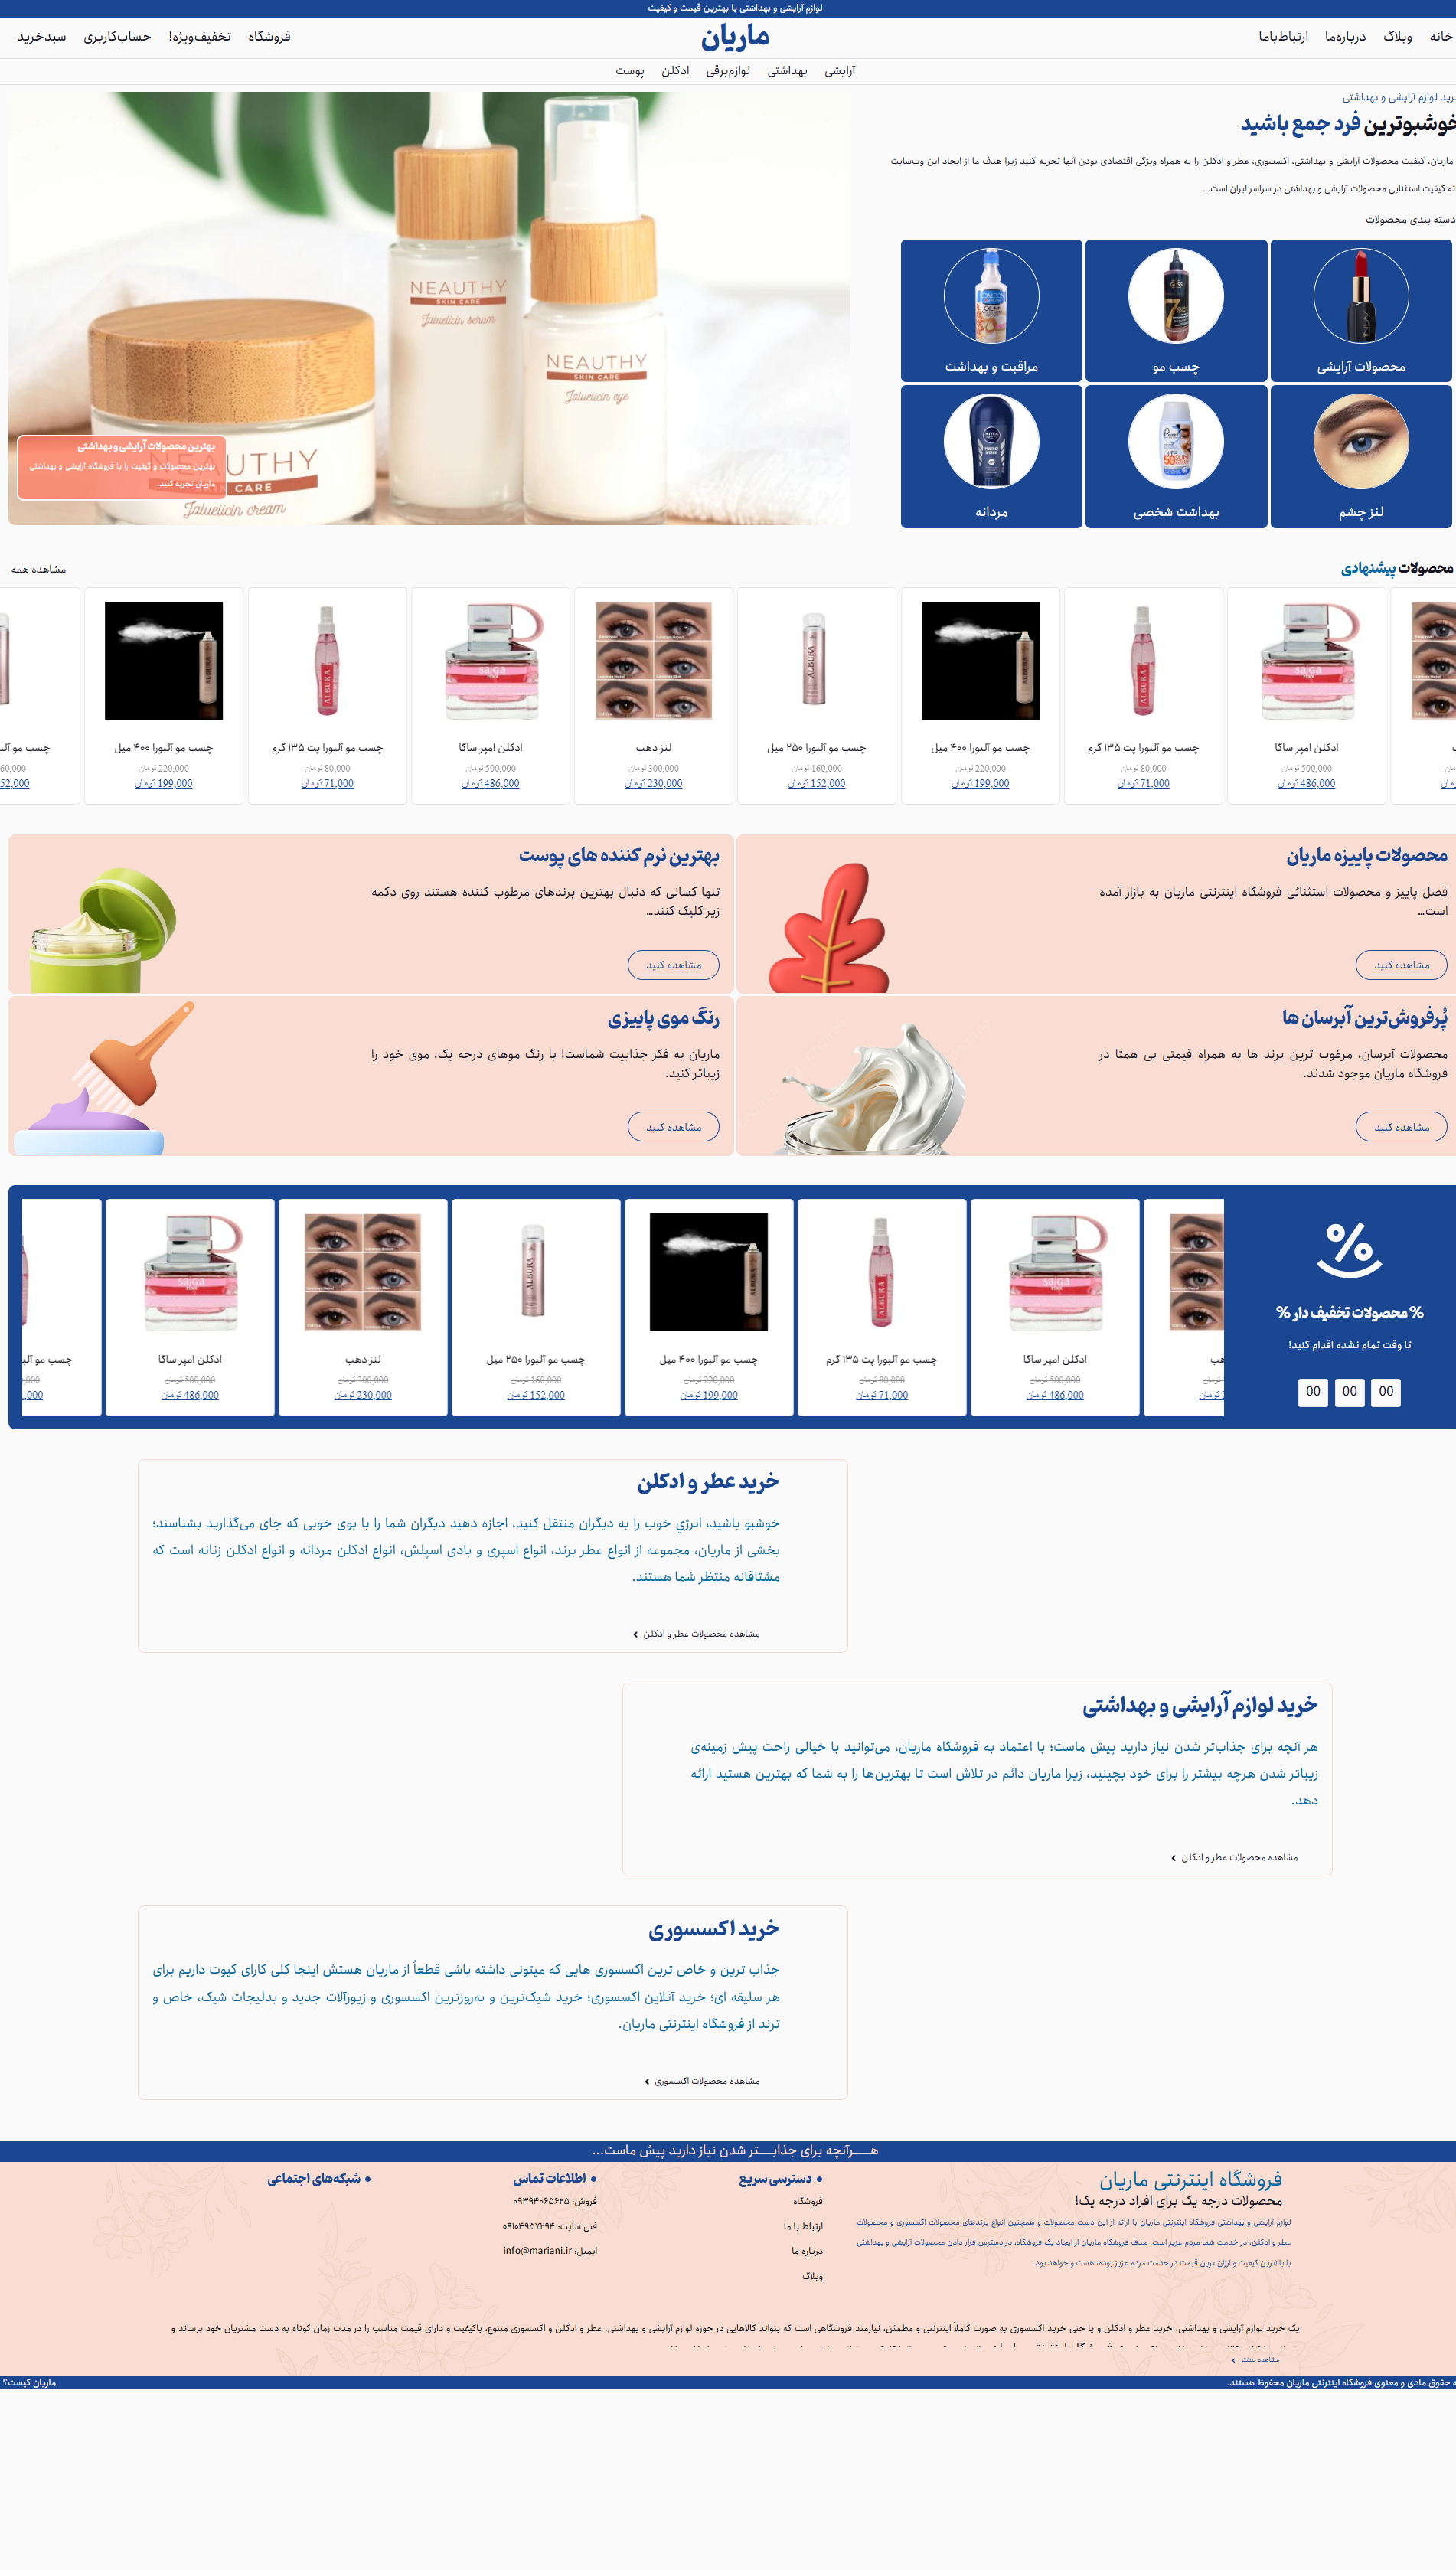 لوازم آرایشی و بهداشتی با بهترین قیمت و کیفیت
خانه وبلاگ درباره‌ما ارتباط‌باما
ماریان
فروشگاه تخفیف‌ویژه! حساب‌کاربری سبدخرید
آرایشی بهداشتی لوازم‌برقی ادکلن پوست
لوازم آرایشی و بهداشتی
خوشبوترین فرد جمع باشید
ماریان، کیفیت محصولات آرایشی و بهداشتی، اکسسوری، عطر و ادکلن را به همراه ویژگی اقتصادی بودن آنها تجربه کنید زیرا هدف ما از ایجاد این وب‌سایت
کیفیت استثنایی محصولات آرایشی و بهداشتی در سراسر ایران است...
دسته بندی محصولات
محصولات آرایشی
چسب مو
مراقبت و بهداشت
لنز چشم
بهداشت شخصی
مردانه
NEAUTHY
SKIN CARE
Jaluelicin serum
NEAUTHY
SKIN CARE
Jaluelicin eye
Jaluelicin cream
بهترین محصولات آرایشی و بهداشتی
بهترین محصولات و کیفیت را با فروشگاه آرایشی و بهداشتی
ماریان تجربه کنید.
محصولات پیشنهادی
مشاهده همه
ادکلن امپر ساگا
500,000 تومان
486,000 تومان
چسب مو آلبورا پت ۱۳۵ گرم
80,000 تومان
71,000 تومان
چسب مو آلبورا ۴۰۰ میل
220,000 تومان
199,000 تومان
چسب مو آلبورا ۲۵۰ میل
160,000 تومان
152,000 تومان
لنز دهب
300,000 تومان
230,000 تومان
ادکلن امپر ساگا
500,000 تومان
486,000 تومان
چسب مو آلبورا پت ۱۳۵ گرم
80,000 تومان
71,000 تومان
چسب مو آلبورا ۴۰۰ میل
220,000 تومان
199,000 تومان
محصولات پاییزه ماریان
فصل پاییز و محصولات استثنائی فروشگاه اینترنتی ماریان به بازار آمده
است...
مشاهده کنید
بهترین نرم کننده های پوست
تنها کسانی که دنبال بهترین برندهای مرطوب کننده هستند روی دکمه
زیر کلیک کنند...
مشاهده کنید
پُرفروش‌ترین آبرسان ها
محصولات آبرسان، مرغوب ترین برند ها به همراه قیمتی بی همتا در
فروشگاه ماریان موجود شدند.
مشاهده کنید
رنگ موی پاییزی
ماریان به فکر جذابیت شماست! با رنگ موهای درجه یک، موی خود را
زیباتر کنید.
مشاهده کنید
% محصولات تخفیف دار %
تا وقت تمام نشده اقدام کنید!
00 00 00
ادکلن امپر ساگا
500,000 تومان
486,000 تومان
چسب مو آلبورا پت ۱۳۵ گرم
80,000 تومان
71,000 تومان
چسب مو آلبورا ۴۰۰ میل
220,000 تومان
199,000 تومان
چسب مو آلبورا ۲۵۰ میل
160,000 تومان
152,000 تومان
لنز دهب
300,000 تومان
230,000 تومان
ادکلن امپر ساگا
500,000 تومان
486,000 تومان
خرید عطر و ادکلن
خوشبو باشید، انرژیِ خوب را به دیگران منتقل کنید، اجازه دهید دیگران شما را با بوی خوبی که جای می‌گذارید بشناسند؛
بخشی از ماریان، مجموعه از انواع عطر برند، انواع اسپری و بادی اسپلش، انواع ادکلن مردانه و انواع ادکلن زنانه است که
مشتاقانه منتظر شما هستند.
مشاهده محصولات عطر و ادکلن
خرید لوازم آرایشی و بهداشتی
هر آنچه برای جذاب‌تر شدن نیاز دارید پیش ماست؛ با اعتماد به فروشگاه ماریان، می‌توانید با خیالی راحت پیش زمینه‌ی
زیباتر شدن هرچه بیشتر را برای خود بچینید، زیرا ماریان دائم در تلاش است تا بهترین‌ها را به شما که بهترین هستید ارائه
دهد.
مشاهده محصولات عطر و ادکلن
خرید اکسسوری
جذاب ترین و خاص ترین اکسسوری هایی که میتونی داشته باشی قطعاً از ماریان هستش اینجا کلی کارای کیوت داریم برای
هر سلیقه ای؛ خرید آنلاین اکسسوری؛ خرید شیک‌ترین و به‌روزترین اکسسوری و زیورآلات جدید و بدلیجات شیک، خاص و
ترند از فروشگاه اینترنتی ماریان.
مشاهده محصولات اکسسوری
هــــرآنچه برای جذابــــتر شدن نیاز دارید پیش ماست...
فروشگاه اینترنتی ماریان
محصولات درجه یک برای افراد درجه یک!
لوازم آرایشی و بهداشتی فروشگاه اینترنتی ماریان با ارائه از این دست محصولات و همچنین انواع برندهای محصولات اکسسوری و محصولات
عطر و ادکلن، در خدمت شما مردم عزیز است. هدف فروشگاه ماریان از ایجاد یک فروشگاه، در دسترس قرار دادن محصولات آرایشی و بهداشتی
با بالاترین کیفیت و ارزان ترین قیمت در خدمت مردم عزیز بوده، هست و خواهد بود.
دسترسی سریع
فروشگاه
ارتباط با ما
درباره ما
وبلاگ
اطلاعات تماس
فروش: ۰۹۳۹۴۰۶۵۶۲۵
فنی سایت: ۰۹۱۰۴۹۵۷۲۹۴
ایمیل: info@mariani.ir
شبکه‌های اجتماعی
یک خرید لوازم آرایشی و بهداشتی، خرید عطر و ادکلن و یا حتی خرید اکسسوری به صورت کاملاً اینترنتی و مطمئن، نیازمند فروشگاهی است که بتواند کالاهایی در حوزه لوازم آرایشی و بهداشتی، عطر و ادکلن و اکسسوری متنوع، باکیفیت و دارای قیمت مناسب را در مدت زمان کوتاه به دست مشتریان خود برساند و
مشاهده بیشتر
حقوق مادی و معنوی فروشگاه اینترنتی ماریان محفوظ هستند.
ماریان کیست؟